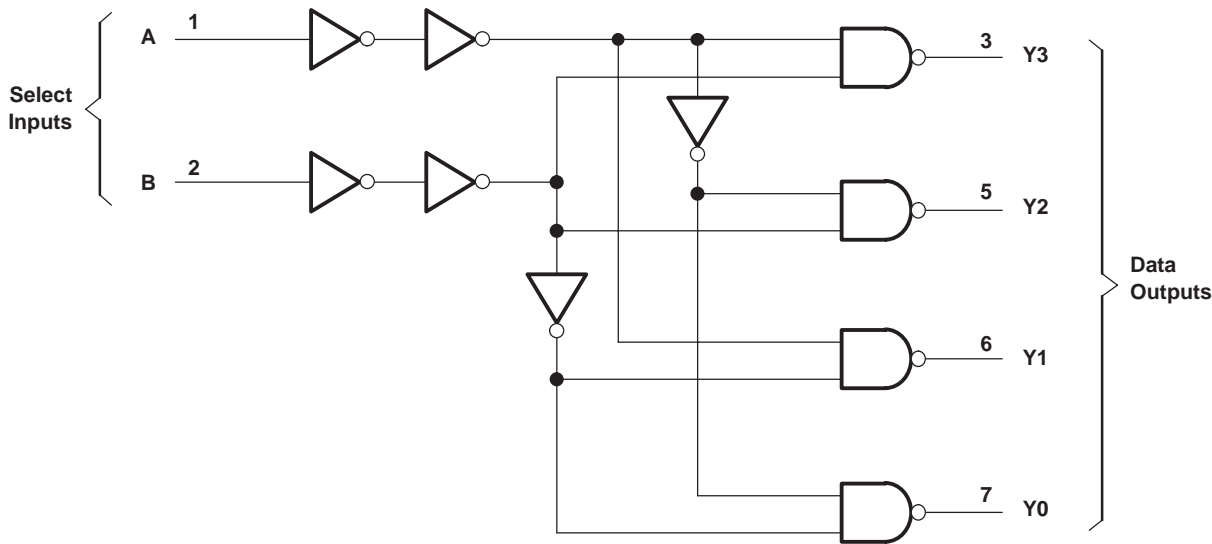 A 1
3 Y3
Select
Inputs
B 2
5 Y2
Data
Outputs
6 Y1
7 Y0